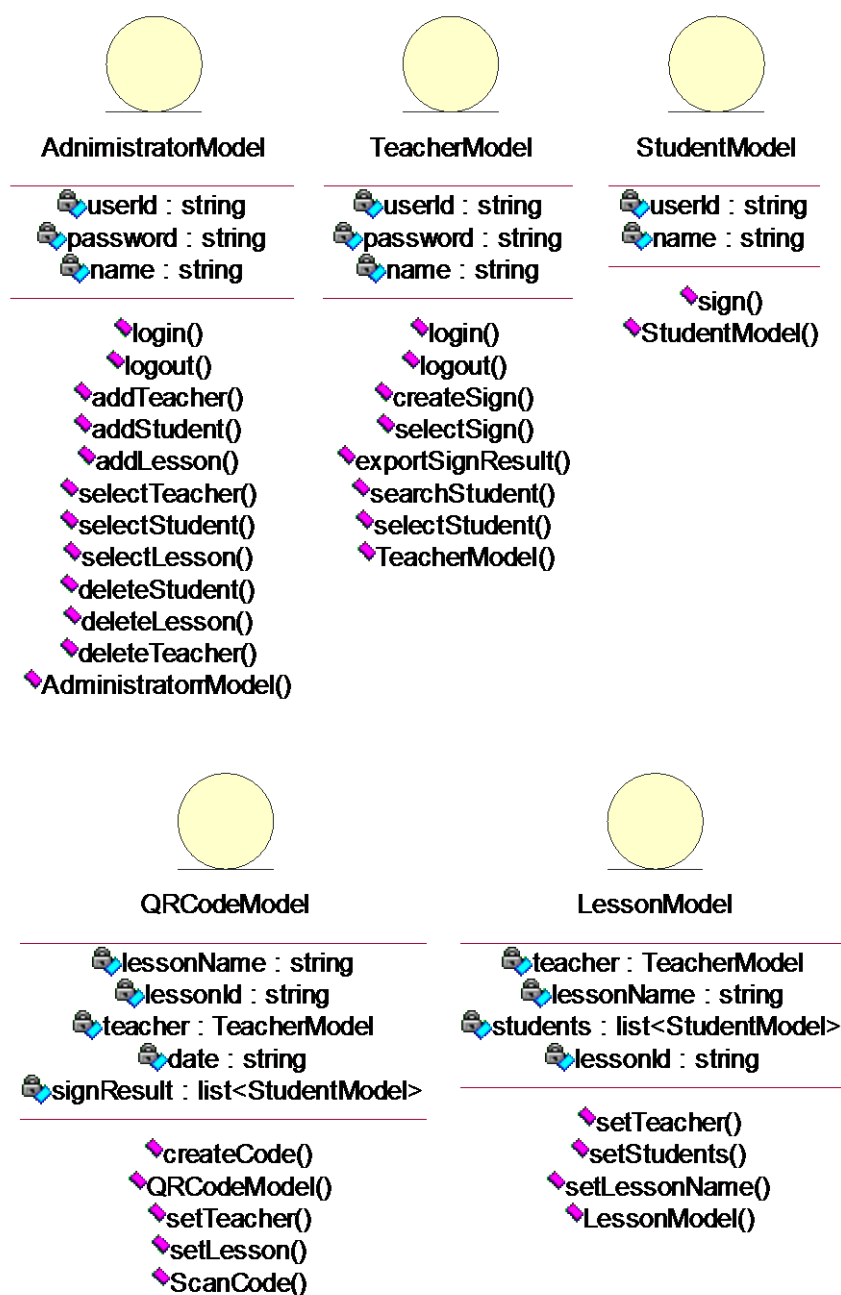 AdnimistratorModel
userId : string
password : string
name : string
login()
logout()
addTeacher()
addStudent()
addLesson()
selectTeacher()
selectStudent()
selectLesson()
deleteStudent()
deleteLesson()
deleteTeacher()
AdministratorrModel()
TeacherModel
userId : string
password : string
name : string
login()
logout()
createSign()
selectSign()
exportSignResult()
searchStudent()
selectStudent()
TeacherModel()
StudentModel
userId : string
name : string
sign()
StudentModel()
QRCodeModel
lessonName : string
lessonId : string
teacher : TeacherModel
date : string
signResult : list<StudentModel>
createCode()
QRCodeModel()
setTeacher()
setLesson()
ScanCode()
LessonModel
teacher : TeacherModel
lessonName : string
students : list<StudentModel>
lessonId : string
setTeacher()
setStudents()
setLessonName()
LessonModel()